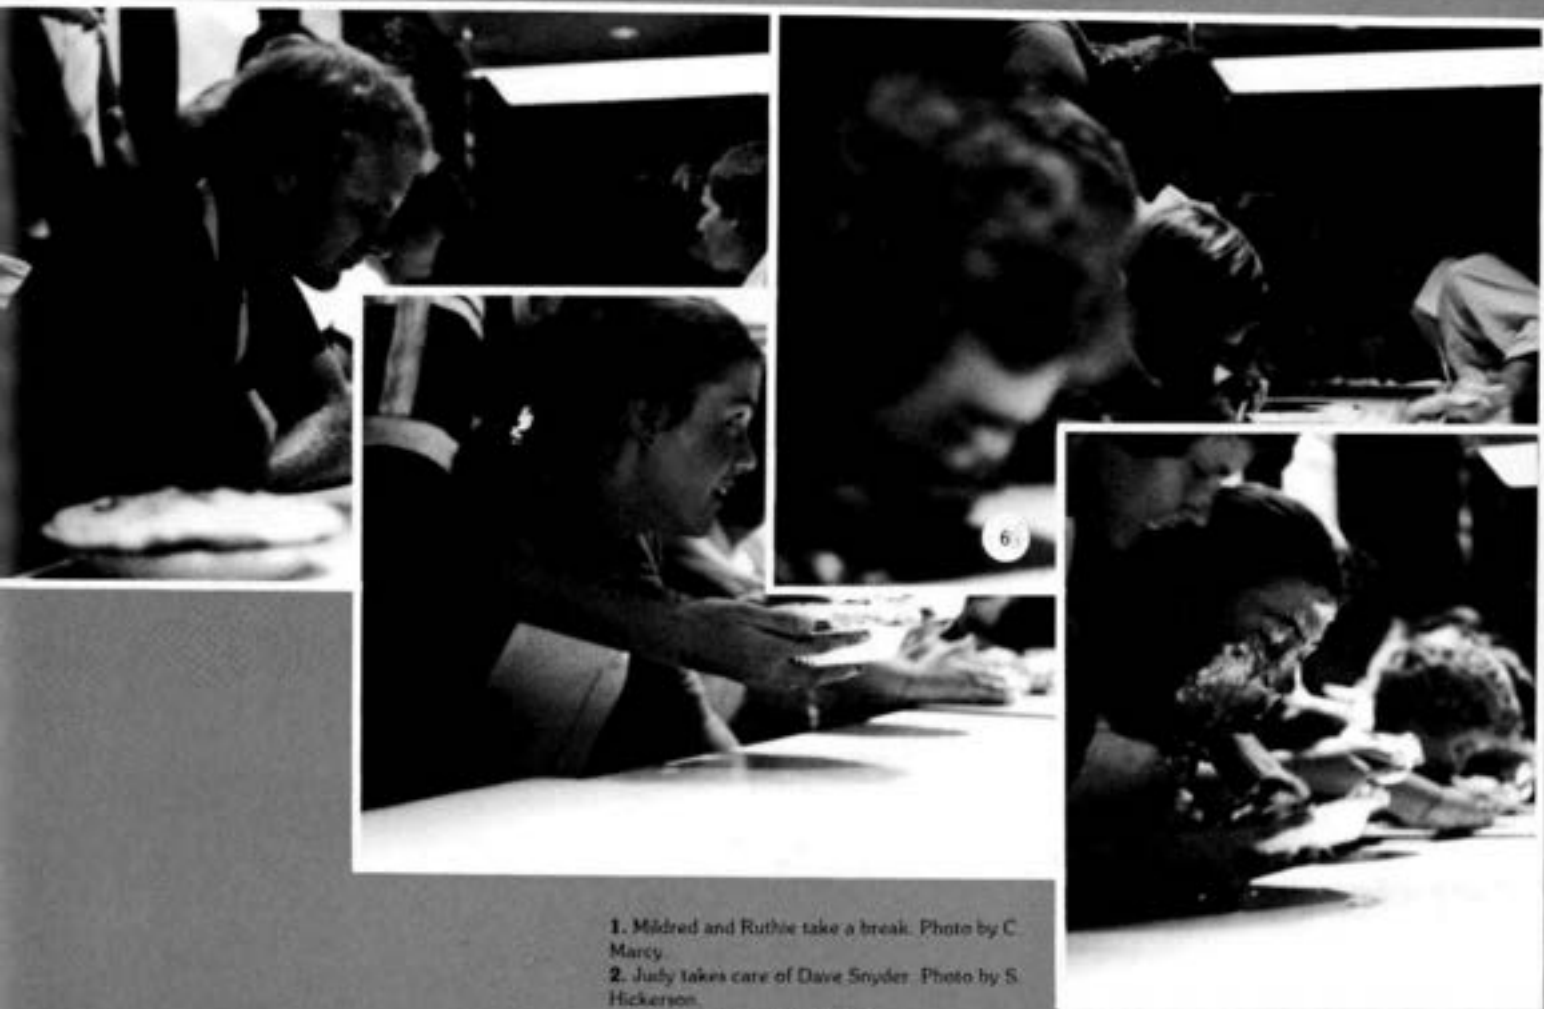 6
1. Mildred and Ruthie take a break. Photo by C.
Marcy.
2. Judy takes care of Dave Snyder. Photo by S.
Hickerson.